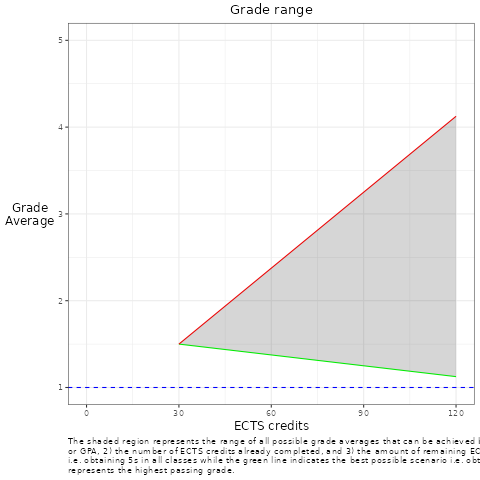 Grade range
5
4
3
2
1
Grade
Average
0
30
60
90
120
ECTS credits
The shaded region represents the range of all possible grade averages that can be achieved
or GPA, 2) the number of ECTS credits already completed, and 3) the amount of remaining
i.e. obtaining 5s in all classes while the green line indicates the best possible scenario i.e.
represents the highest passing grade.